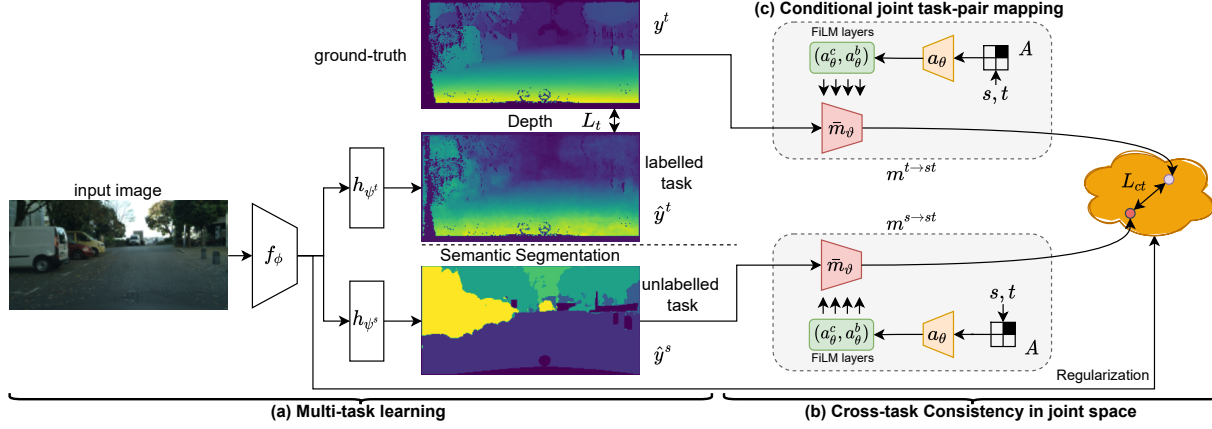 (c) Conditional joint task-pair mapping
ground-truth
y^t
FiLM layers
(a_θ^c, a_θ^b)
a_θ
A
s, t
Depth
L_t
m̄_ϑ
m^{t→st}
input image
h_{ψ^t}
labelled
task
ŷ^t
L_{ct}
f_ϕ
m^{s→st}
Semantic Segmentation
unlabelled
task
m̄_ϑ
h_{ψ^s}
s, t
(a_θ^c, a_θ^b)
a_θ
A
FiLM layers
ŷ^s
Regularization
(a) Multi-task learning
(b) Cross-task Consistency in joint space